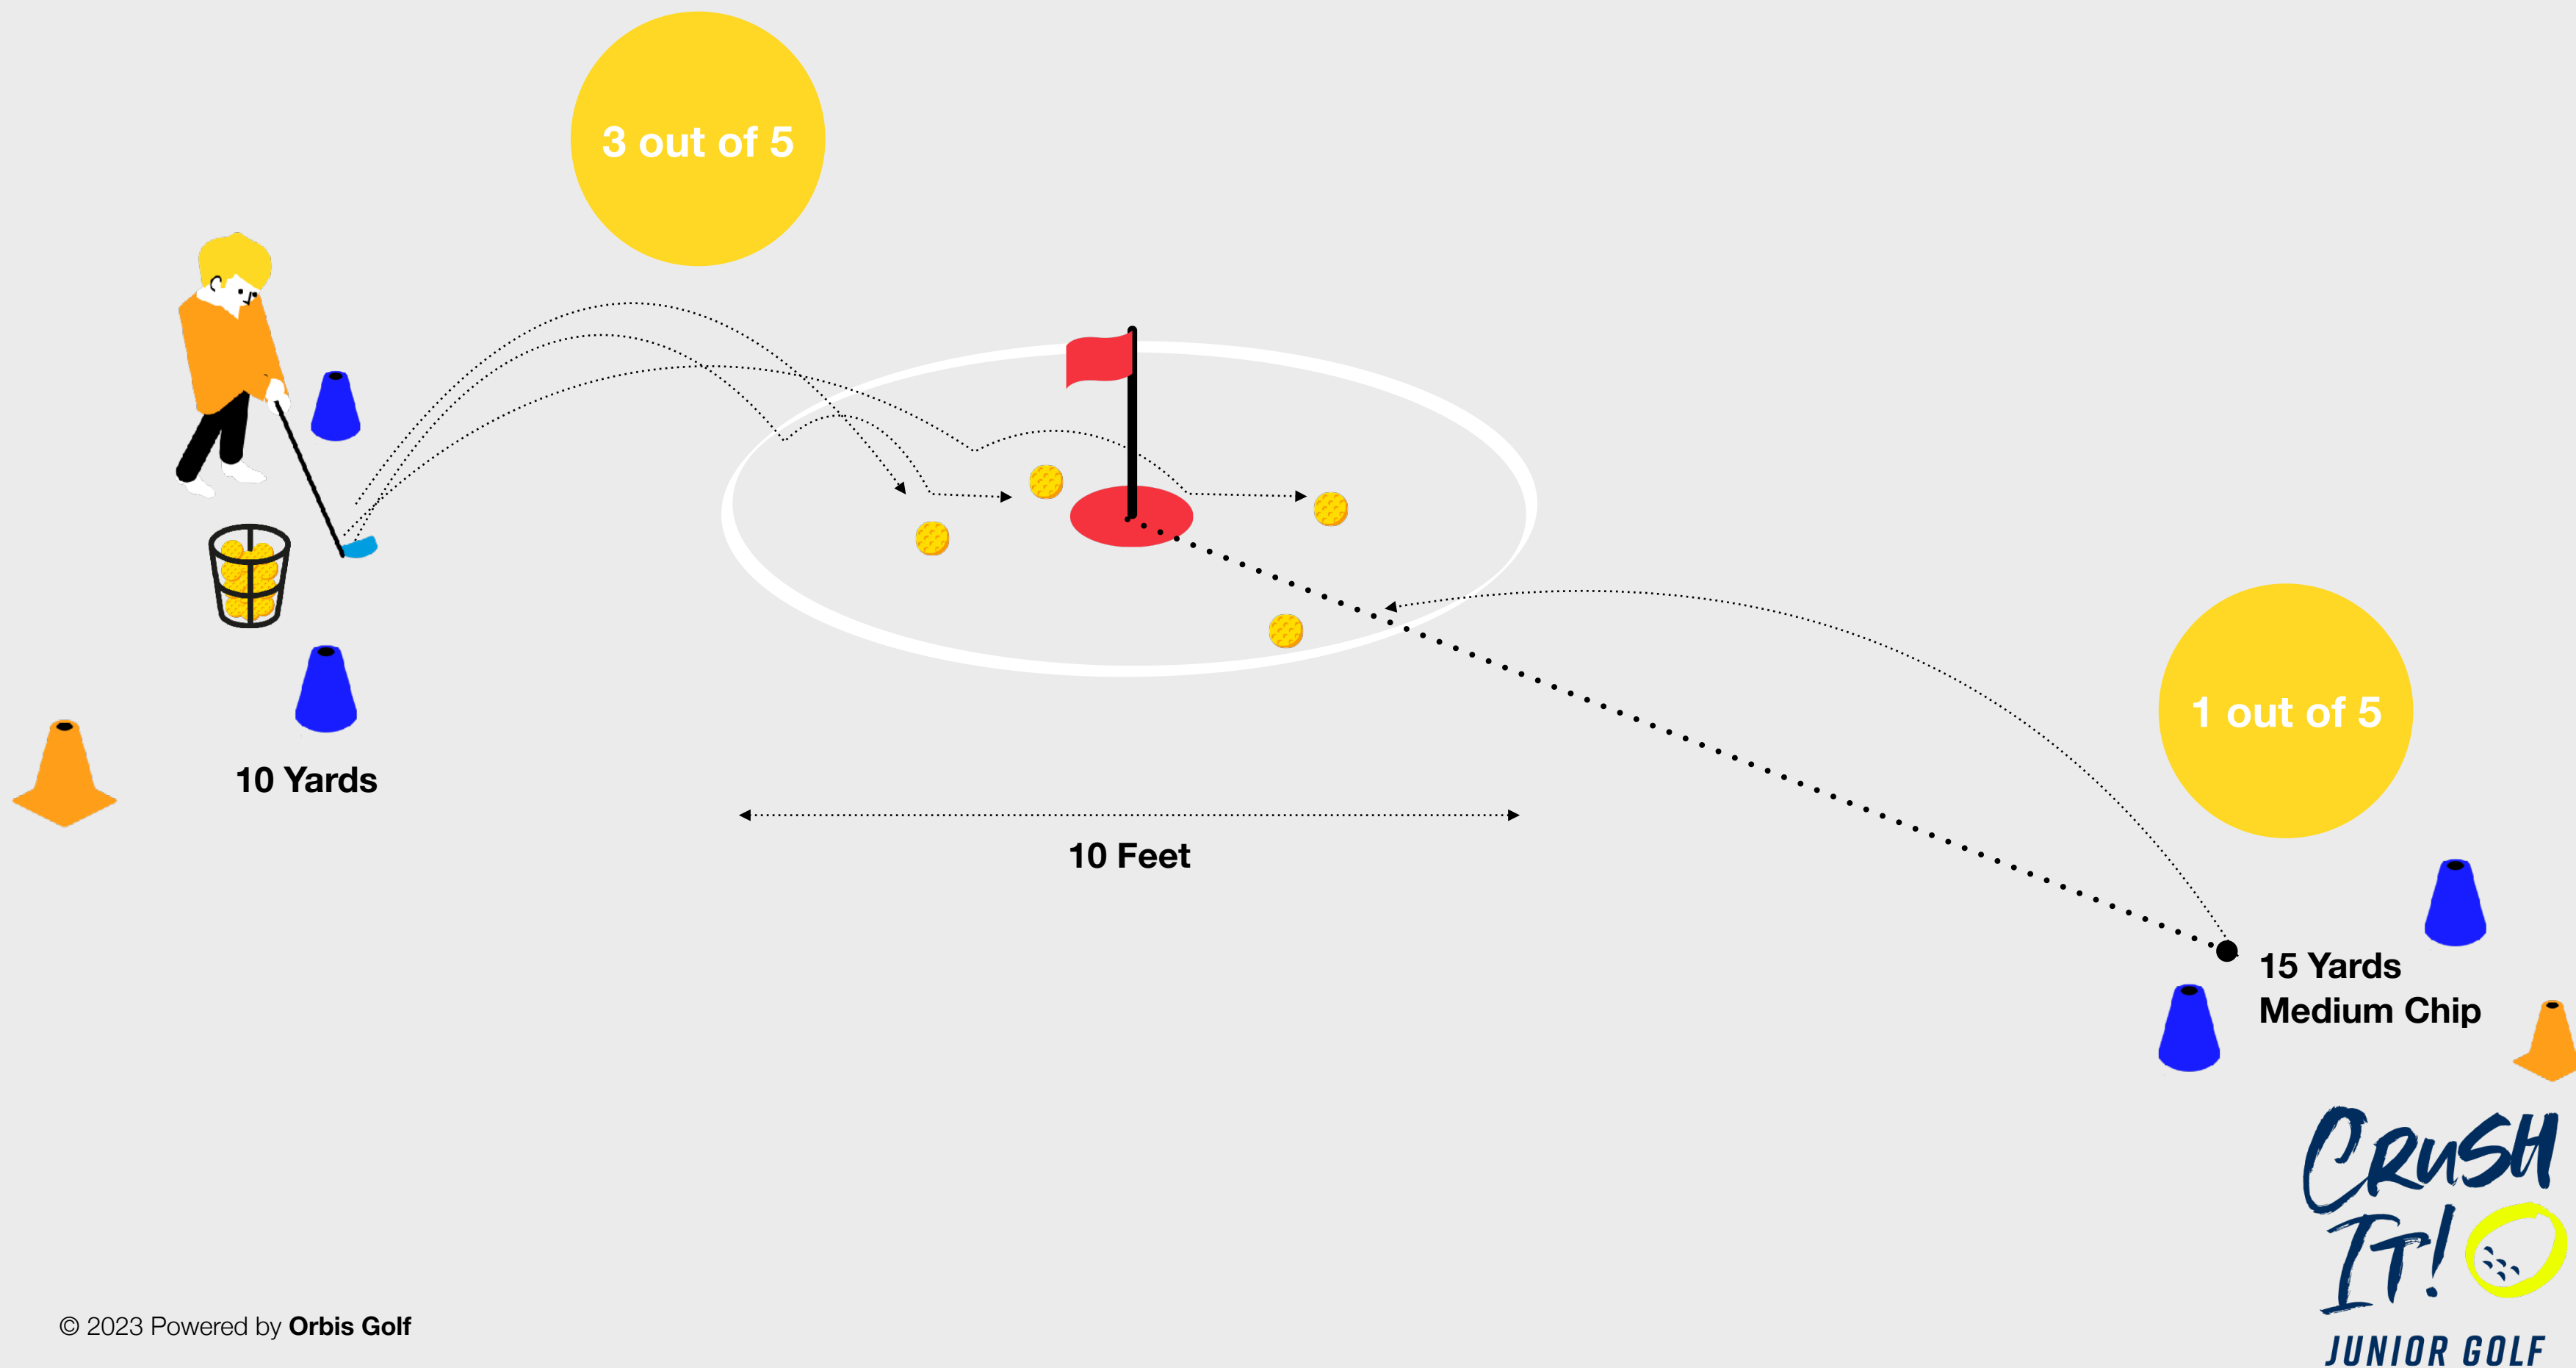 3 out of 5
10 Yards
10 Feet
1 out of 5
15 Yards
Medium Chip
CRUSH
IT!
JUNIOR GOLF
© 2023 Powered by Orbis Golf